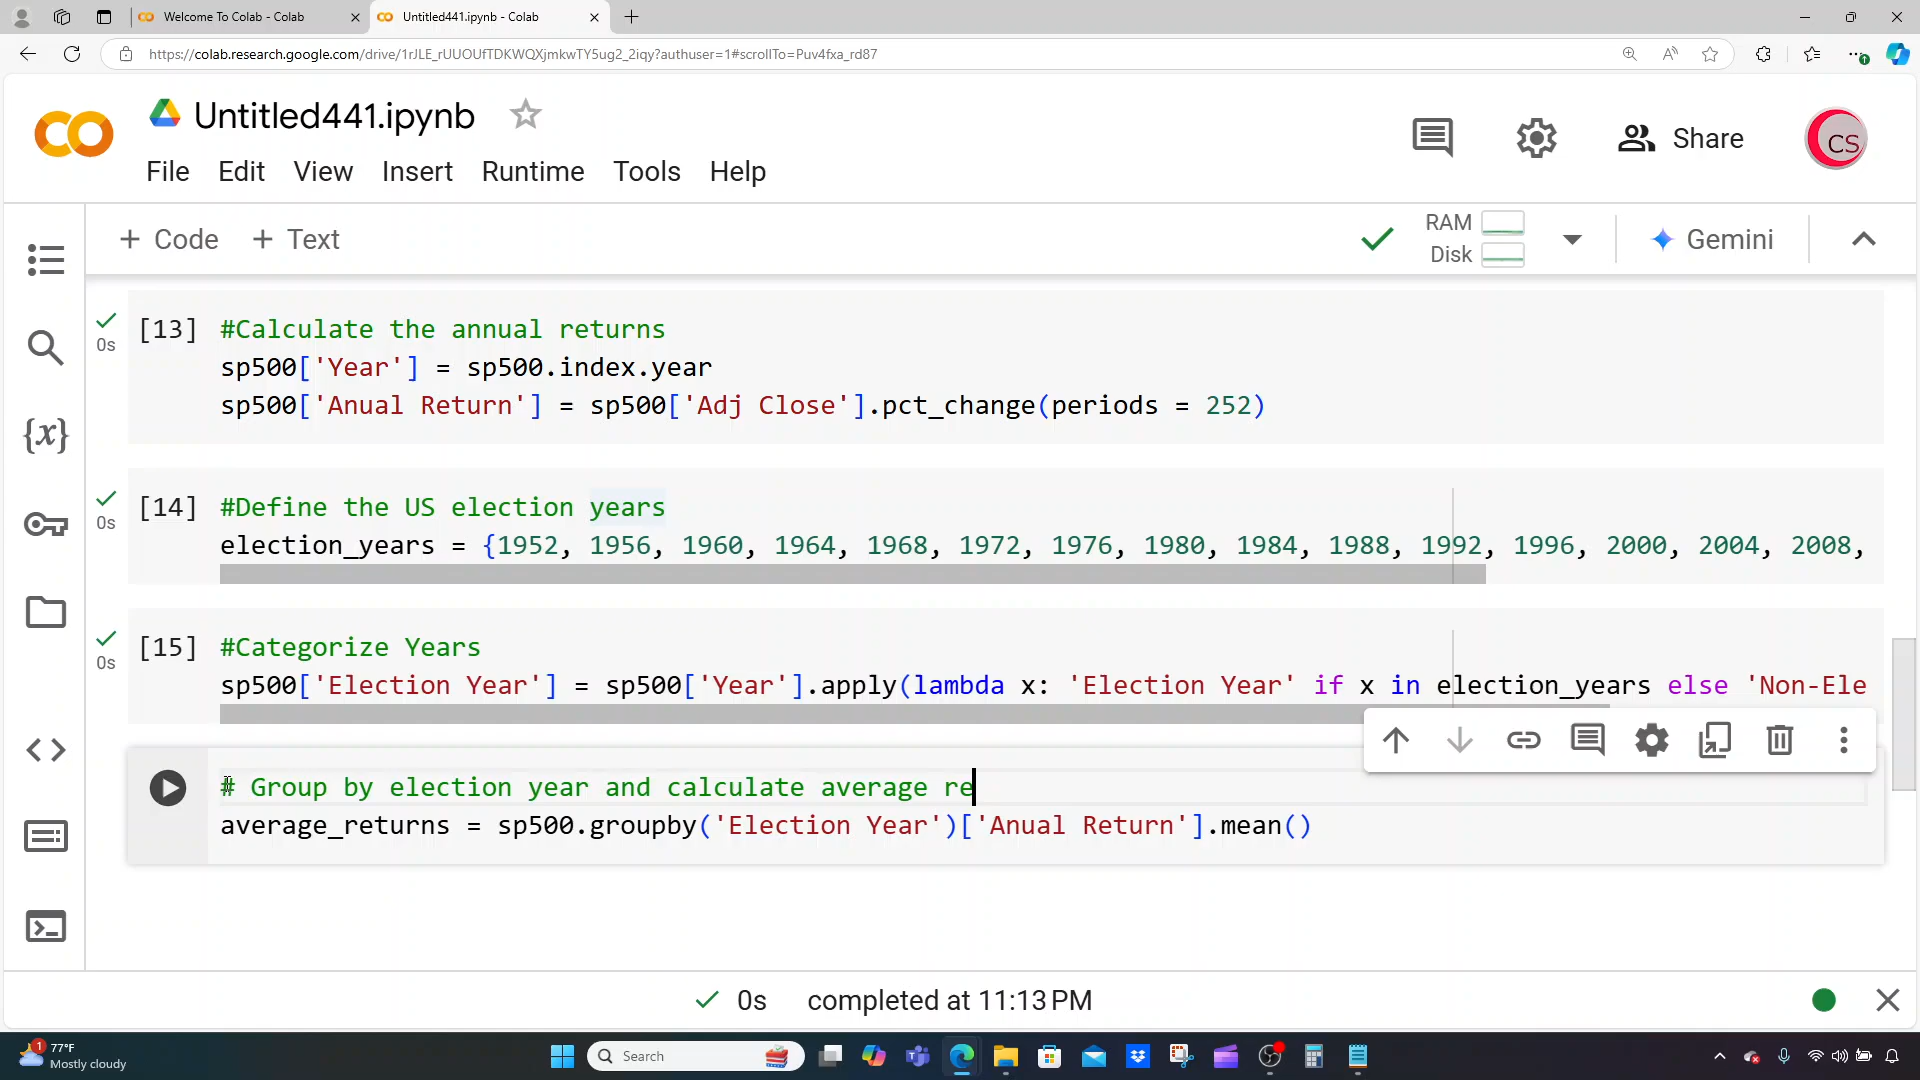 Welcome To Colab - Colab
Untitled441.ipynb - Colab
https://colab.research.google.com/drive/1rJLE_rUUOUfTDKWQXjmkwTY5ug2_2iqy?authuser=1#scrollTo=Puv4fxa_rd87
Untitled441.ipynb
File Edit View Insert Runtime Tools Help
Share
CS
+ Code + Text
RAM
Disk
Gemini
[13] #Calculate the annual returns
0s
sp500['Year'] = sp500.index.year
sp500['Anual Return'] = sp500['Adj Close'].pct_change(periods = 252)
[14] #Define the US election years
0s
election_years = {1952, 1956, 1960, 1964, 1968, 1972, 1976, 1980, 1984, 1988, 1992, 1996, 2000, 2004, 2008,
[15] #Categorize Years
0s
sp500['Election Year'] = sp500['Year'].apply(lambda x: 'Election Year' if x in election_years else 'Non-Ele
# Group by election year and calculate average re
average_returns = sp500.groupby('Election Year')['Anual Return'].mean()
0s completed at 11:13 PM
1
77°F
Mostly cloudy
Search